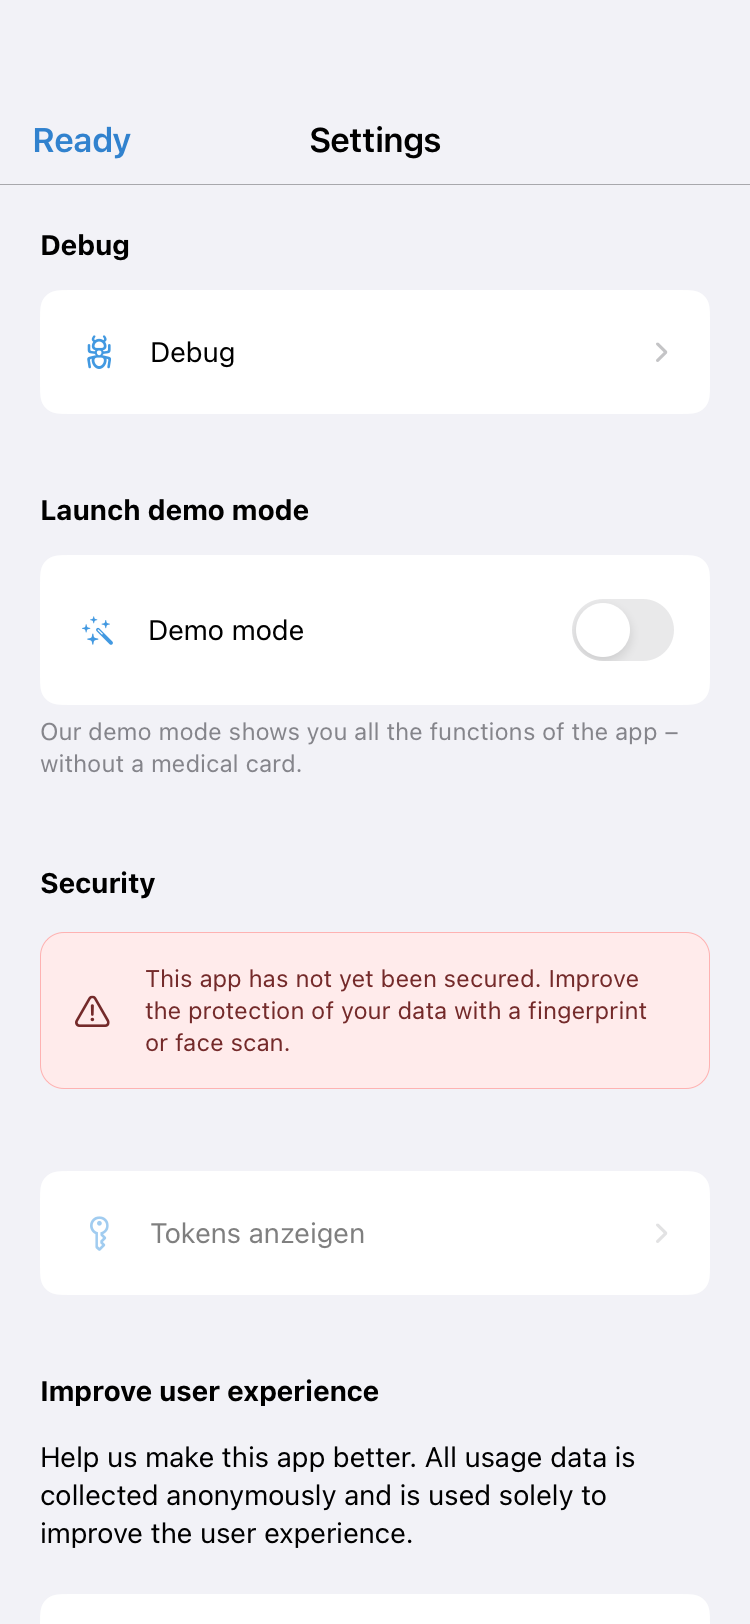 Ready
Settings
Debug
Debug
Launch demo mode
Demo mode
Our demo mode shows you all the functions of the app –
without a medical card.
Security
This app has not yet been secured. Improve
the protection of your data with a fingerprint
or face scan.
Tokens anzeigen
Improve user experience
Help us make this app better. All usage data is
collected anonymously and is used solely to
improve the user experience.